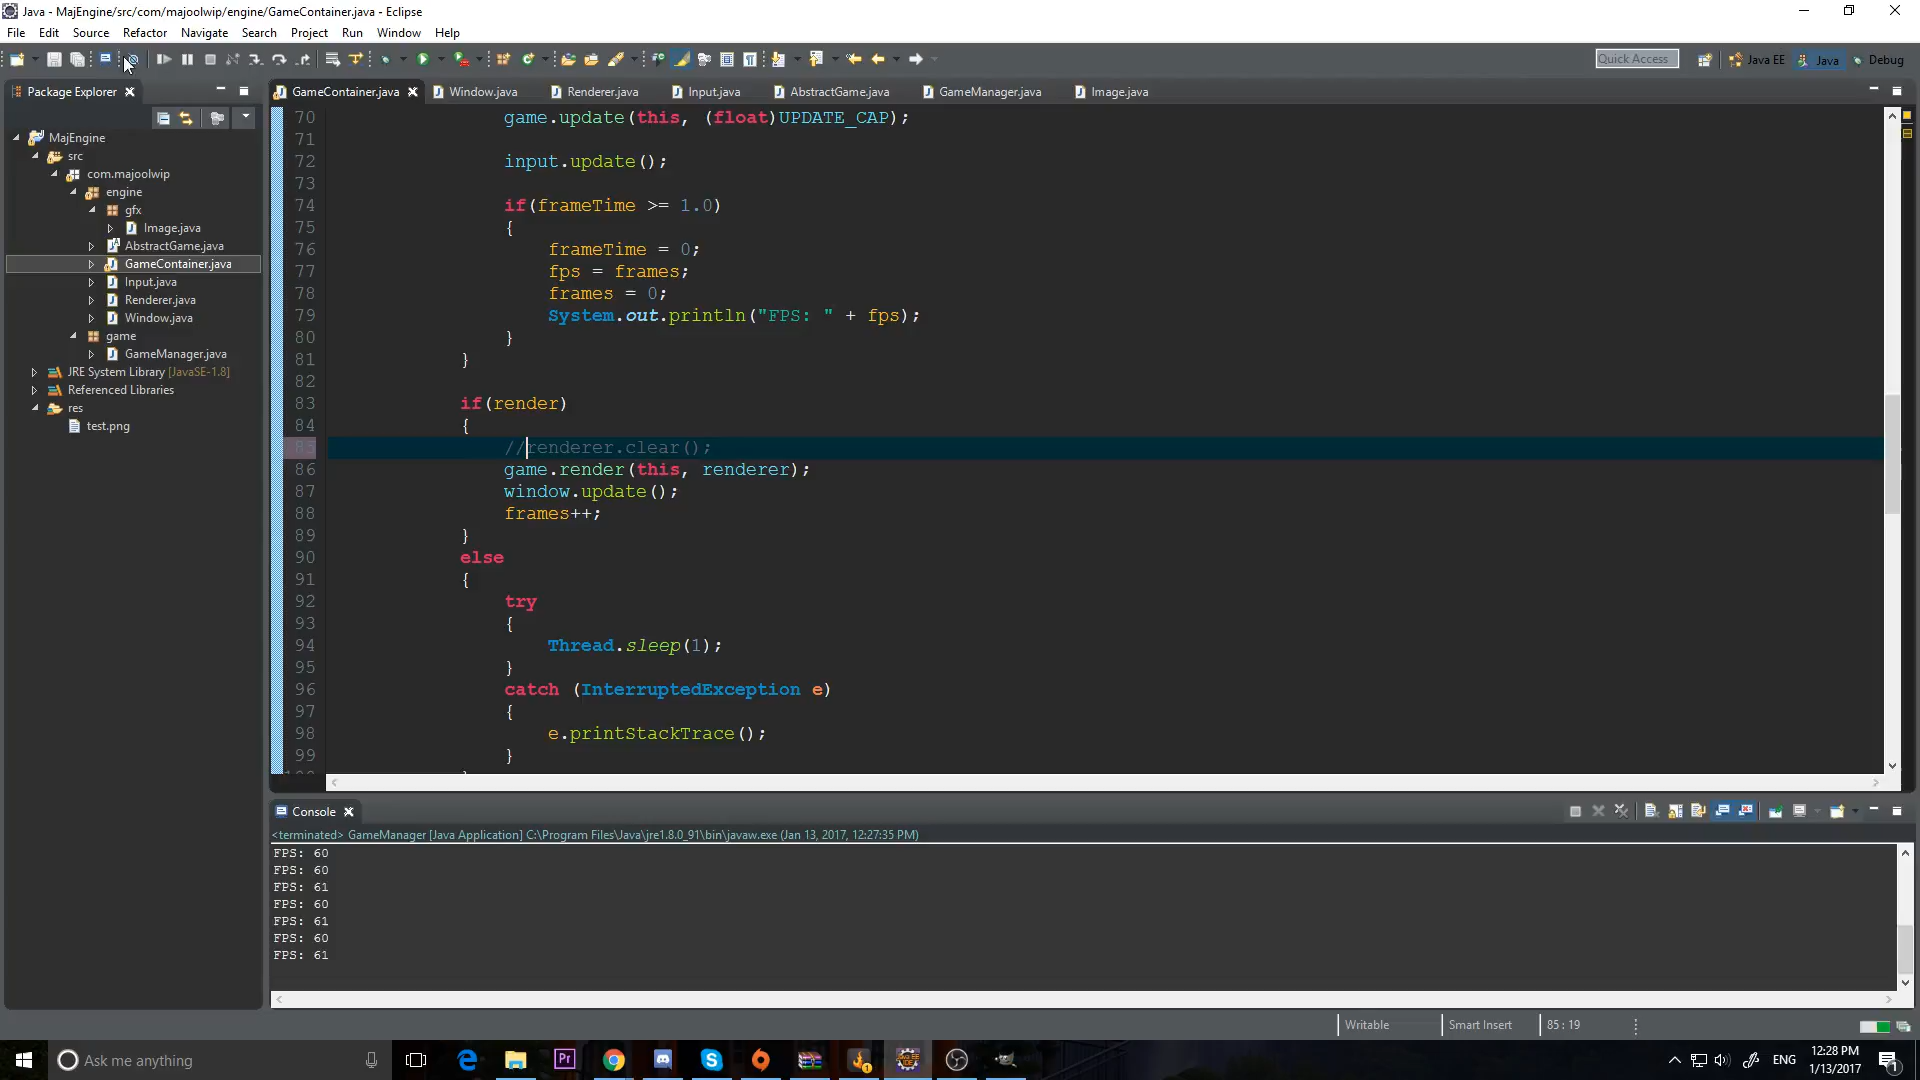 Java - MajEngine/src/com/majoolwip/engine/GameContainer.java - Eclipse
File Edit Source Refactor Navigate Search Project Run Window Help
Quick Access Java EE Java Debug
Package Explorer
MajEngine
src
com.majoolwip
engine
gfx
Image.java
AbstractGame.java
GameContainer.java
Input.java
Renderer.java
Window.java
game
GameManager.java
JRE System Library [JavaSE-1.8]
Referenced Libraries
res
test.png
GameContainer.java Window.java Renderer.java Input.java AbstractGame.java GameManager.java Image.java
70 game.update(this, (float)UPDATE_CAP);
71
72 input.update();
73
74 if(frameTime >= 1.0)
75 {
76 frameTime = 0;
77 fps = frames;
78 frames = 0;
79 System.out.println("FPS: " + fps);
80 }
81 }
82
83 if(render)
84 {
85 //renderer.clear();
86 game.render(this, renderer);
87 window.update();
88 frames++;
89 }
90 else
91 {
92 try
93 {
94 Thread.sleep(1);
95 }
96 catch (InterruptedException e)
97 {
98 e.printStackTrace();
99 }
Console
<terminated> GameManager [Java Application] C:\Program Files\Java\jre1.8.0_91\bin\javaw.exe (Jan 13, 2017, 12:27:35 PM)
FPS: 60
FPS: 60
FPS: 61
FPS: 60
FPS: 61
FPS: 60
FPS: 61
Writable Smart Insert 85 : 19
Ask me anything
ENG
12:28 PM
1/13/2017